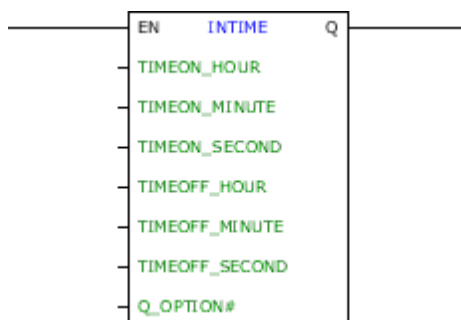 EN INTIME Q
TIMEON_HOUR
TIMEON_MINUTE
TIMEON_SECOND
TIMEOFF_HOUR
TIMEOFF_MINUTE
TIMEOFF_SECOND
Q_OPTION#